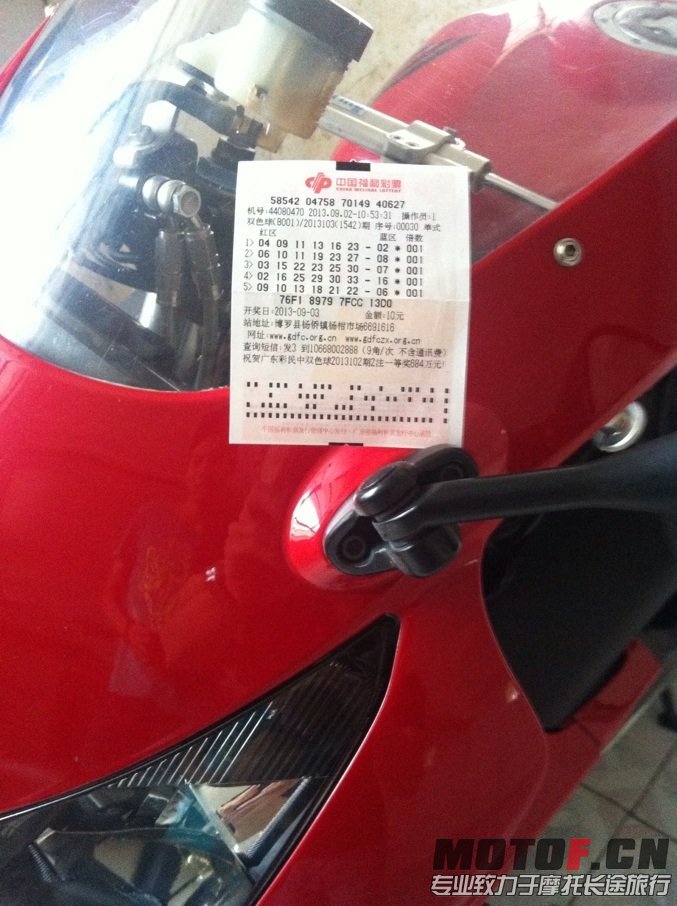 中国福利彩票
CHINA WELFARE LOTTERY
58542 04758 70149 40627
机号:44080470 2013-09-02-10:53:31 操作员:1
双色球(8001)/2013103(1542)期 序号:00030 单式
红区 蓝区 倍数
1> 04 09 11 13 16 23 - 02 * 001
2> 06 10 11 19 23 27 - 08 * 001
3> 03 15 22 23 25 30 - 07 * 001
4> 02 16 25 29 30 33 - 16 * 001
5> 09 10 13 18 21 22 - 06 * 001
76F1 8979 7FCC 13D0
开奖日:2013-09-03 金额:10元
站地址:博罗县杨侨镇杨柑市场6691616
网址:www.gdfc.org.cn www.gdfczx.org.cn
查询短信:发3 到10668002888 (9角/次 不含通讯费)
祝贺广东彩民中双色球2013102期2注一等奖684万元!
MOTOF.CN
专业致力于摩托长途旅行